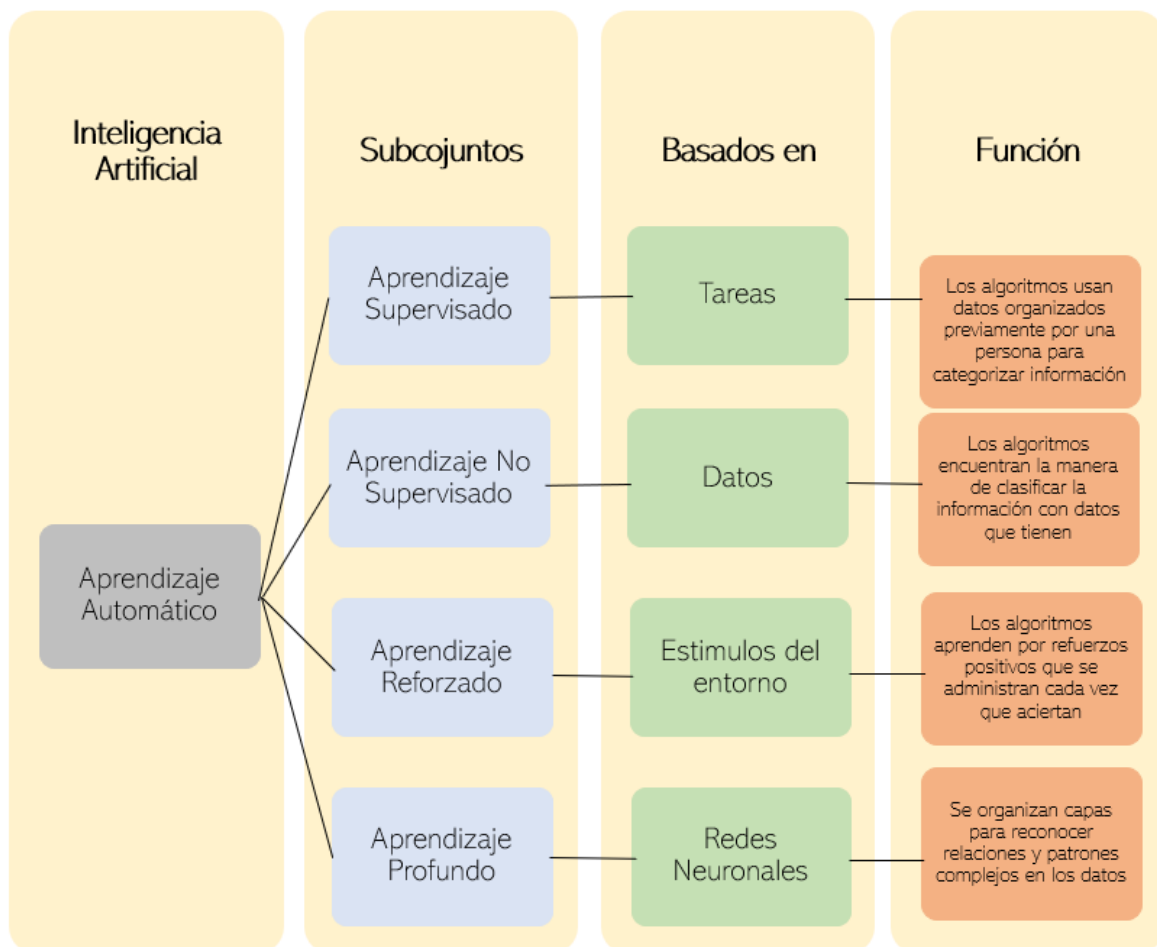 Inteligencia
Artificial
Subcojuntos
Basados en
Función
Aprendizaje
Supervisado
Tareas
Los algoritmos usan
datos organizados
previamente por una
persona para
categorizar información
Aprendizaje No
Supervisado
Datos
Los algoritmos
encuentran la manera
de clasificar la
información con datos
que tienen
Aprendizaje
Automático
Aprendizaje
Reforzado
Estimulos del
entorno
Los algoritmos
aprenden por refuerzos
positivos que se
administran cada vez
que aciertan
Aprendizaje
Profundo
Redes
Neuronales
Se organizan capas
para reconocer
relaciones y patrones
complejos en los datos